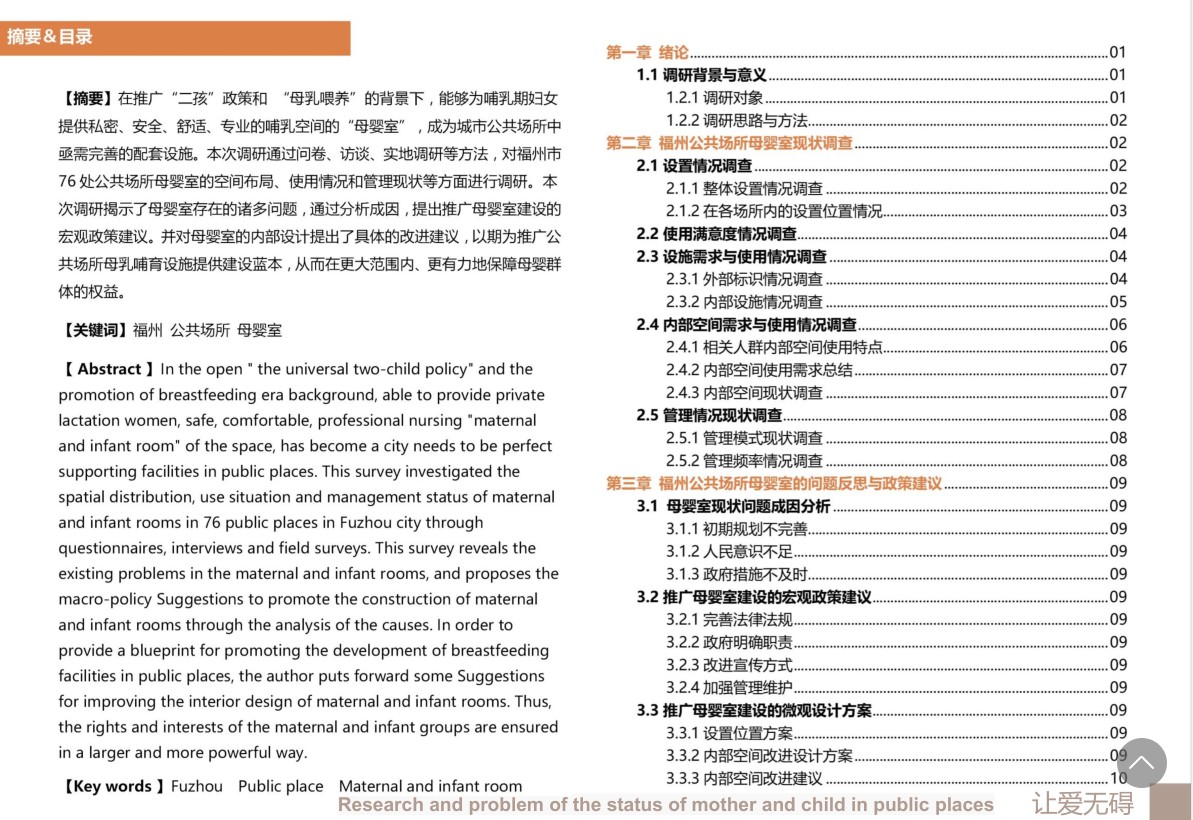 摘要＆目录
【摘要】在推广“二孩”政策和 “母乳喂养”的背景下，能够为哺乳期妇女
提供私密、安全、舒适、专业的哺乳空间的“母婴室”，成为城市公共场所中
亟需完善的配套设施。本次调研通过问卷、访谈、实地调研等方法，对福州市
76 处公共场所母婴室的空间布局、使用情况和管理现状等方面进行调研。本
次调研揭示了母婴室存在的诸多问题，通过分析成因，提出推广母婴室建设的
宏观政策建议。并对母婴室的内部设计提出了具体的改进建议，以期为推广公
共场所母乳哺育设施提供建设蓝本，从而在更大范围内、更有力地保障母婴群
体的权益。
【关键词】福州 公共场所 母婴室
【 Abstract 】In the open " the universal two-child policy" and the
promotion of breastfeeding era background, able to provide private
lactation women, safe, comfortable, professional nursing "maternal
and infant room" of the space, has become a city needs to be perfect
supporting facilities in public places. This survey investigated the
spatial distribution, use situation and management status of maternal
and infant rooms in 76 public places in Fuzhou city through
questionnaires, interviews and field surveys. This survey reveals the
existing problems in the maternal and infant rooms, and proposes the
macro-policy Suggestions to promote the construction of maternal
and infant rooms through the analysis of the causes. In order to
provide a blueprint for promoting the development of breastfeeding
facilities in public places, the author puts forward some Suggestions
for improving the interior design of maternal and infant rooms. Thus,
the rights and interests of the maternal and infant groups are ensured
in a larger and more powerful way.
【Key words 】Fuzhou Public place Maternal and infant room
第一章 绪论 01
1.1 调研背景与意义 01
1.2.1 调研对象 01
1.2.2 调研思路与方法 02
第二章 福州公共场所母婴室现状调查 02
2.1 设置情况调查 02
2.1.1 整体设置情况调查 02
2.1.2 在各场所内的设置位置情况 03
2.2 使用满意度情况调查 04
2.3 设施需求与使用情况调查 04
2.3.1 外部标识情况调查 04
2.3.2 内部设施情况调查 05
2.4 内部空间需求与使用情况调查 06
2.4.1 相关人群内部空间使用特点 06
2.4.2 内部空间使用需求总结 07
2.4.3 内部空间现状调查 07
2.5 管理情况现状调查 08
2.5.1 管理模式现状调查 08
2.5.2 管理频率情况调查 08
第三章 福州公共场所母婴室的问题反思与政策建议 09
3.1 母婴室现状问题成因分析 09
3.1.1 初期规划不完善 09
3.1.2 人民意识不足 09
3.1.3 政府措施不及时 09
3.2 推广母婴室建设的宏观政策建议 09
3.2.1 完善法律法规 09
3.2.2 政府明确职责 09
3.2.3 改进宣传方式 09
3.2.4 加强管理维护 09
3.3 推广母婴室建设的微观设计方案 09
3.3.1 设置位置方案 09
3.3.2 内部空间改进设计方案 09
3.3.3 内部空间改进建议 10
Research and problem of the status of mother and child in public places 让爱无碍